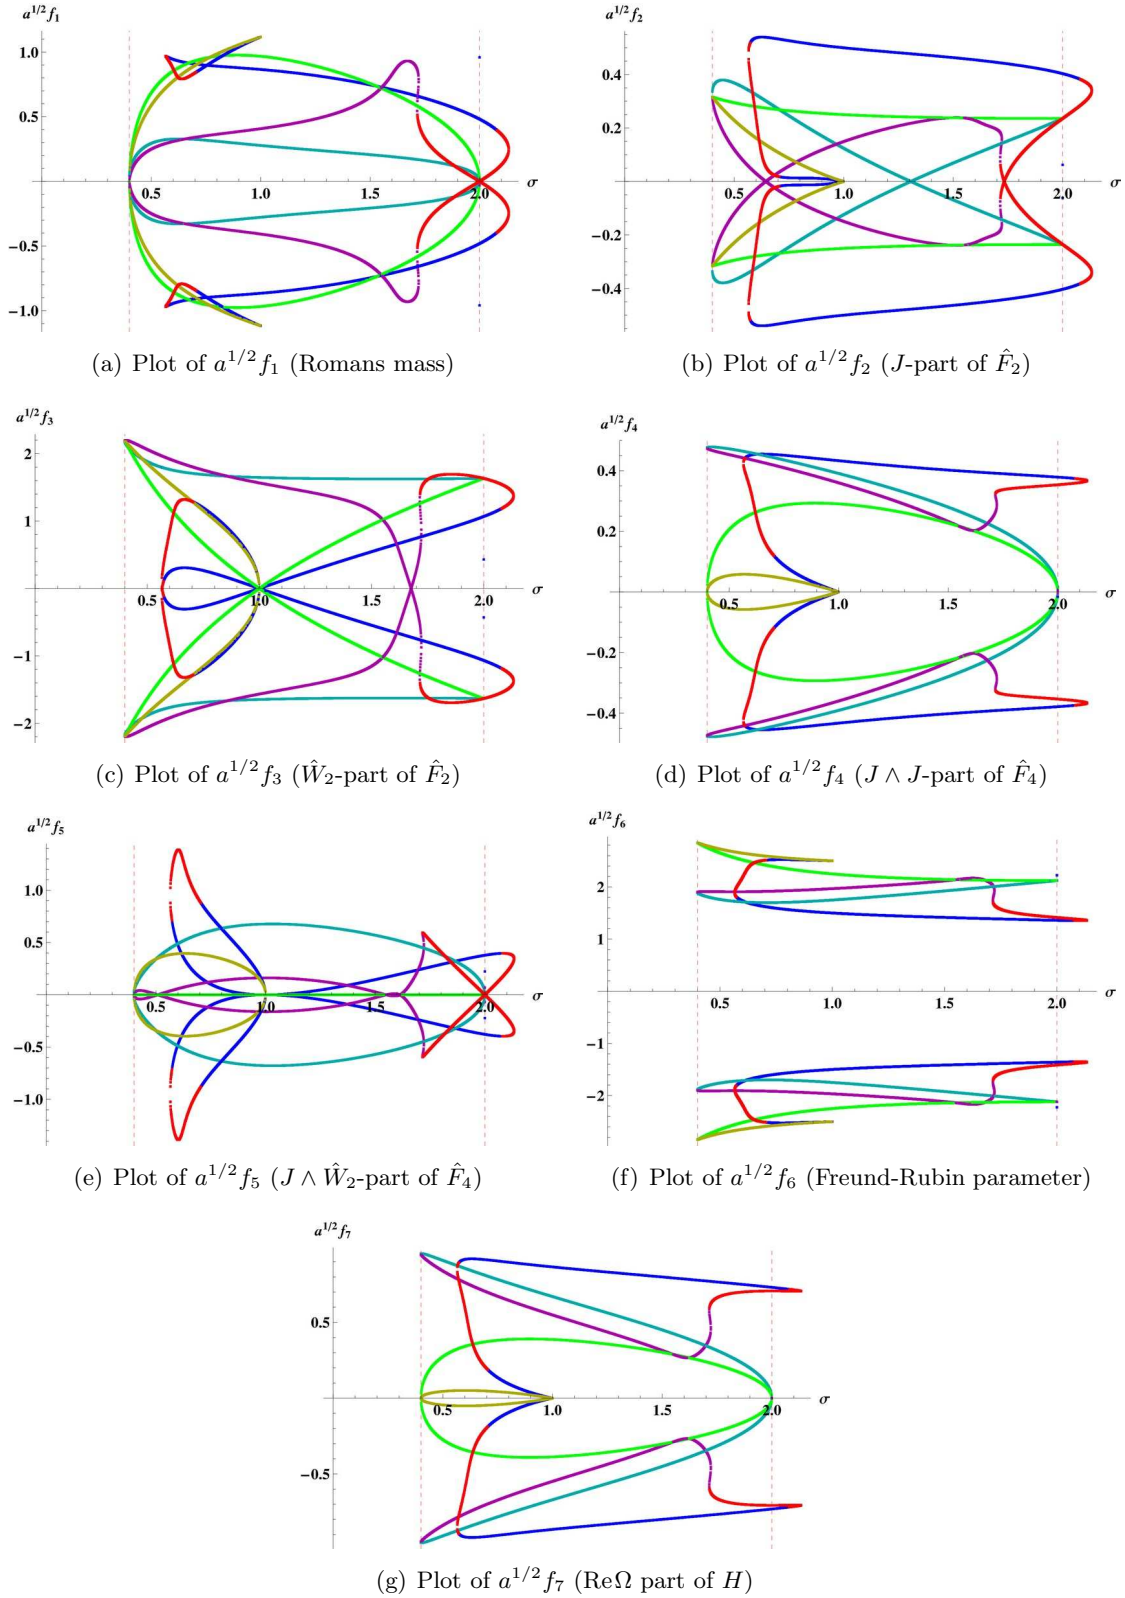 a^{1/2}f_1
1.0
0.5
−0.5
−1.0
0.5
1.0
1.5
2.0
σ
(a) Plot of a^{1/2}f_1 (Romans mass)
a^{1/2}f_2
0.4
0.2
−0.2
−0.4
0.5
1.0
1.5
2.0
σ
(b) Plot of a^{1/2}f_2 (J-part of F̂_2)
a^{1/2}f_3
2
1
−1
−2
0.5
1.0
1.5
2.0
σ
(c) Plot of a^{1/2}f_3 (Ŵ_2-part of F̂_2)
a^{1/2}f_4
0.4
0.2
−0.2
−0.4
0.5
1.0
1.5
2.0
σ
(d) Plot of a^{1/2}f_4 (J ∧ J-part of F̂_4)
a^{1/2}f_5
1.0
0.5
−0.5
−1.0
0.5
1.0
1.5
2.0
σ
(e) Plot of a^{1/2}f_5 (J ∧ Ŵ_2-part of F̂_4)
a^{1/2}f_6
2
1
−1
−2
0.5
1.0
1.5
2.0
σ
(f) Plot of a^{1/2}f_6 (Freund-Rubin parameter)
a^{1/2}f_7
0.5
−0.5
0.5
1.0
1.5
2.0
σ
(g) Plot of a^{1/2}f_7 (ReΩ part of H)